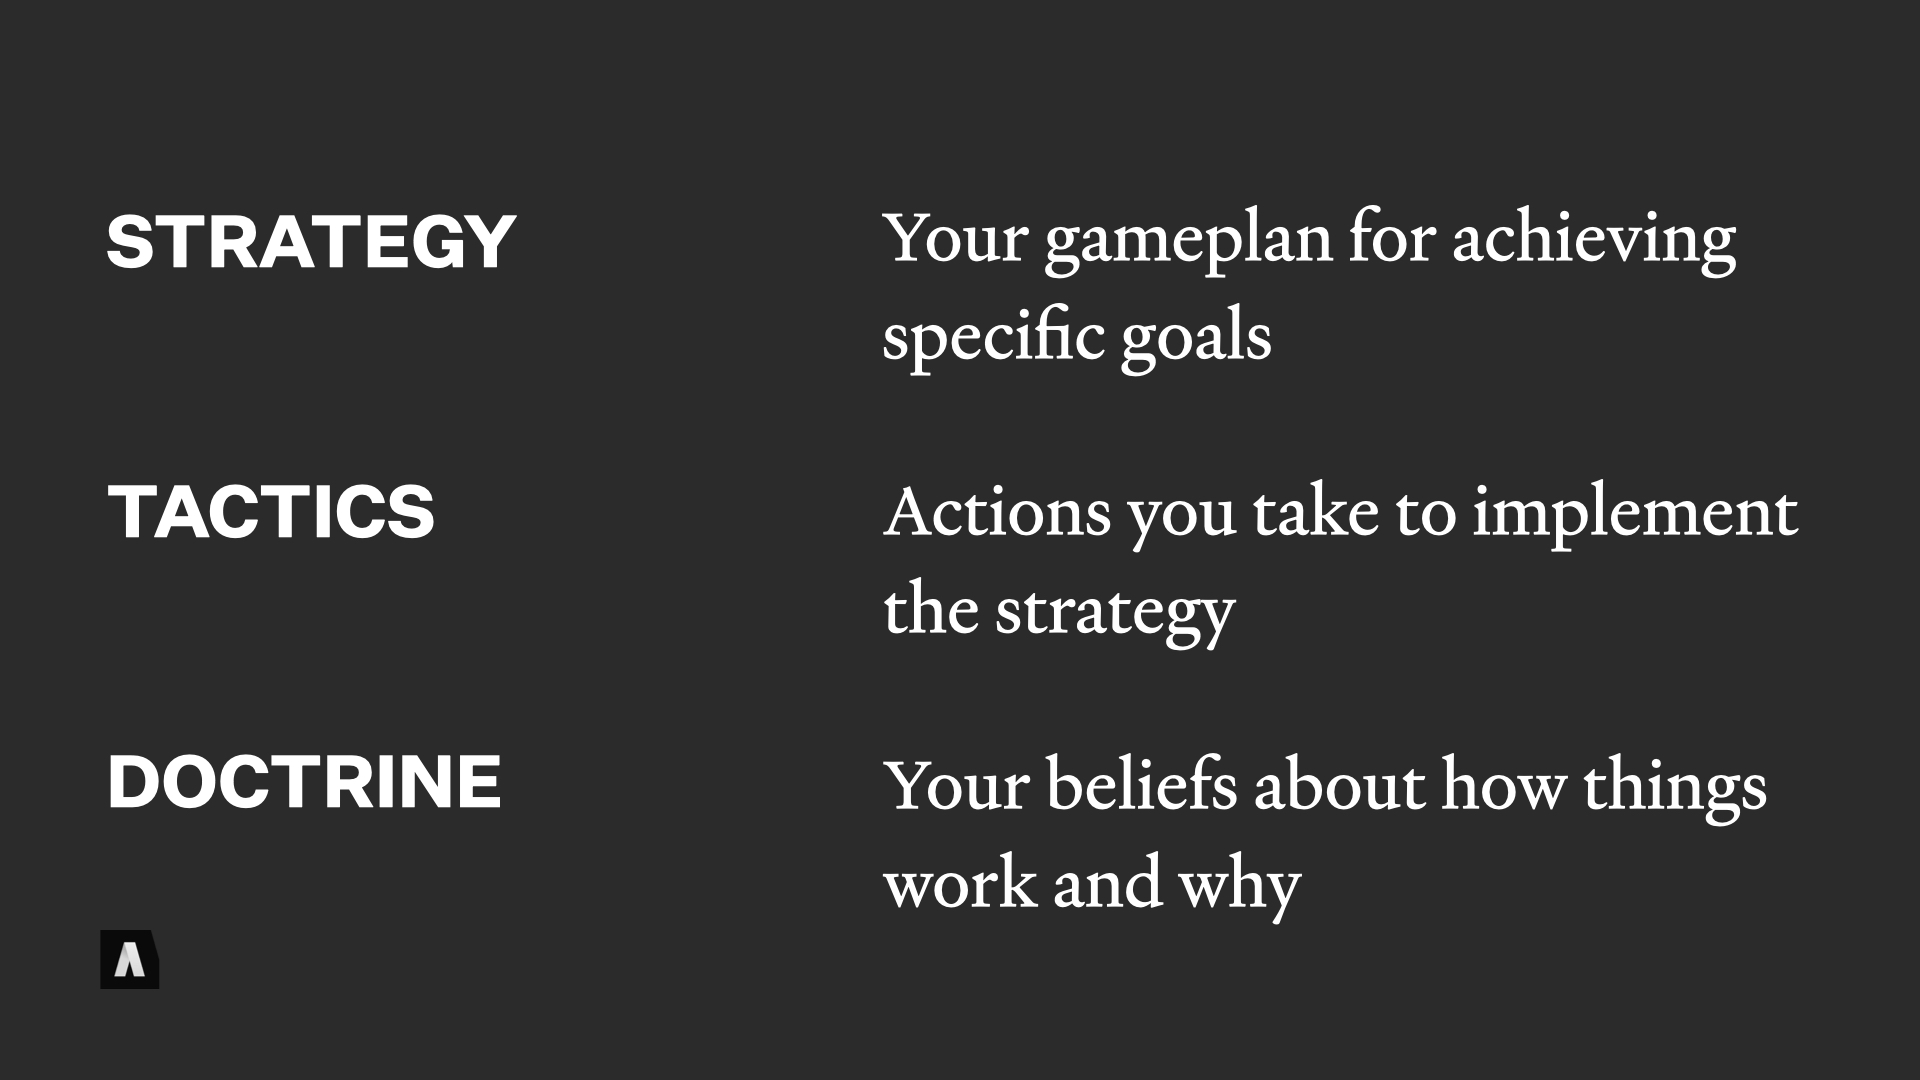 STRATEGY
Your gameplan for achieving
specific goals
TACTICS
Actions you take to implement
the strategy
DOCTRINE
Your beliefs about how things
work and why